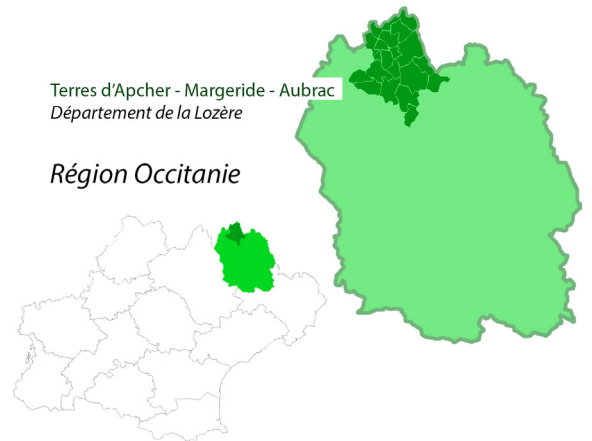 Terres d'Apcher - Margeride - Aubrac
Département de la Lozère
Région Occitanie